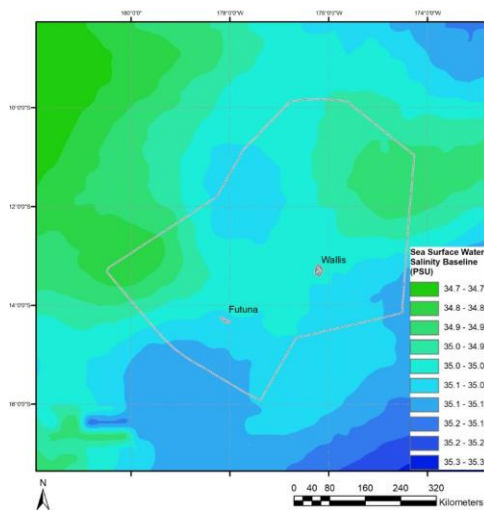 180°0'0"
178°0'0"W
176°0'0"W
174°0'0"W
10°0'0"S
12°0'0"S
14°0'0"S
16°0'0"S
Wallis
Futuna
Sea Surface Water
Salinity Baseline
(PSU)
34.7 - 34.7
34.8 - 34.8
34.9 - 34.9
35.0 - 34.9
35.0 - 35.0
35.1 - 35.0
35.1 - 35.1
35.2 - 35.1
35.2 - 35.2
35.3 - 35.3
N
0 40 80 160 240 320
Kilometers